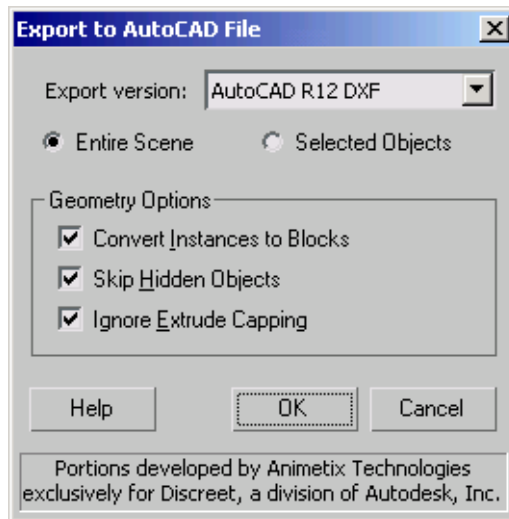 Export to AutoCAD File
Export version: AutoCAD R12 DXF
Entire Scene Selected Objects
Geometry Options
Convert Instances to Blocks
Skip Hidden Objects
Ignore Extrude Capping
Help OK Cancel
Portions developed by Animetix Technologies
exclusively for Discreet, a division of Autodesk, Inc.